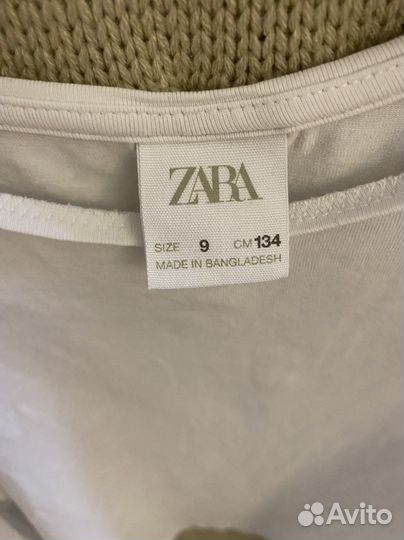 ZARA
SIZE 9 CM 134
MADE IN BANGLADESH
Avito